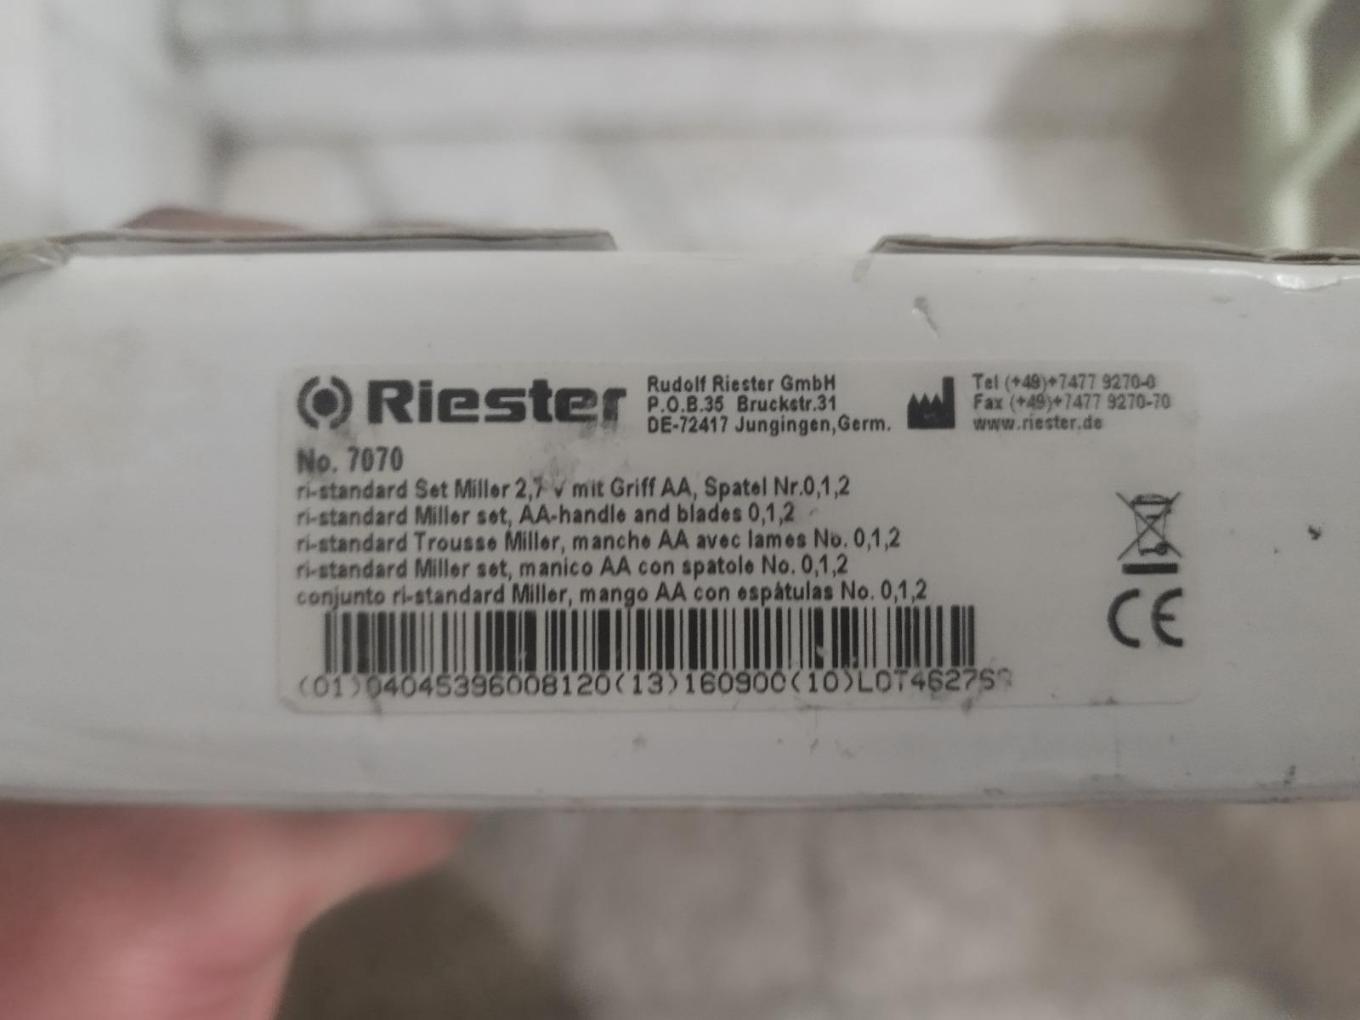 Riester
Rudolf Riester GmbH
P.O.B.35 Bruckstr.31
DE-72417 Jungingen,Germ.
Tel (+49)+7477 9270-0
Fax (+49)+7477 9270-70
www.riester.de
No. 7070
ri-standard Set Miller 2,7 V mit Griff AA, Spatel Nr.0,1,2
ri-standard Miller set, AA-handle and blades 0,1,2
ri-standard Trousse Miller, manche AA avec lames No. 0,1,2
ri-standard Miller set, manico AA con spatole No. 0,1,2
conjunto ri-standard Miller, mango AA con espátulas No. 0,1,2
CE
(01)04045396008120(13)160900(10)